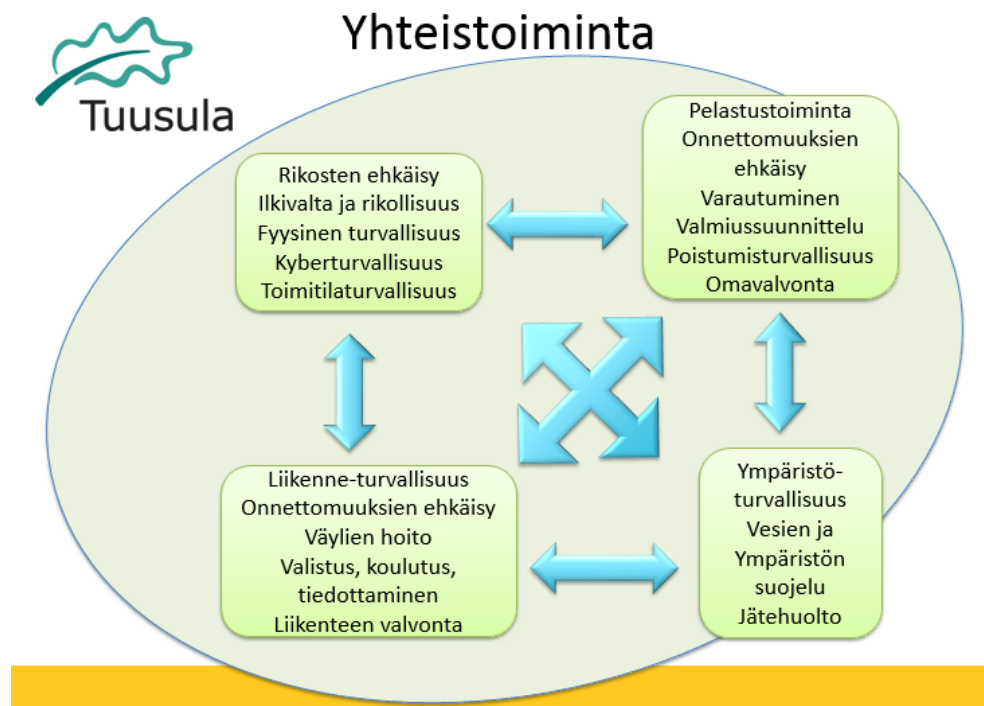 Yhteistoiminta
Tuusula
Rikosten ehkäisy
Ilkivalta ja rikollisuus
Fyysinen turvallisuus
Kyberturvallisuus
Toimitilaturvallisuus
Pelastustoiminta
Onnettomuuksien
ehkäisy
Varautuminen
Valmiussuunnittelu
Poistumisturvallisuus
Omavalvonta
Liikenne-turvallisuus
Onnettomuuksien ehkäisy
Väylien hoito
Valistus, koulutus,
tiedottaminen
Liikenteen valvonta
Ympäristö-
turvallisuus
Vesien ja
Ympäristön
suojelu
Jätehuolto